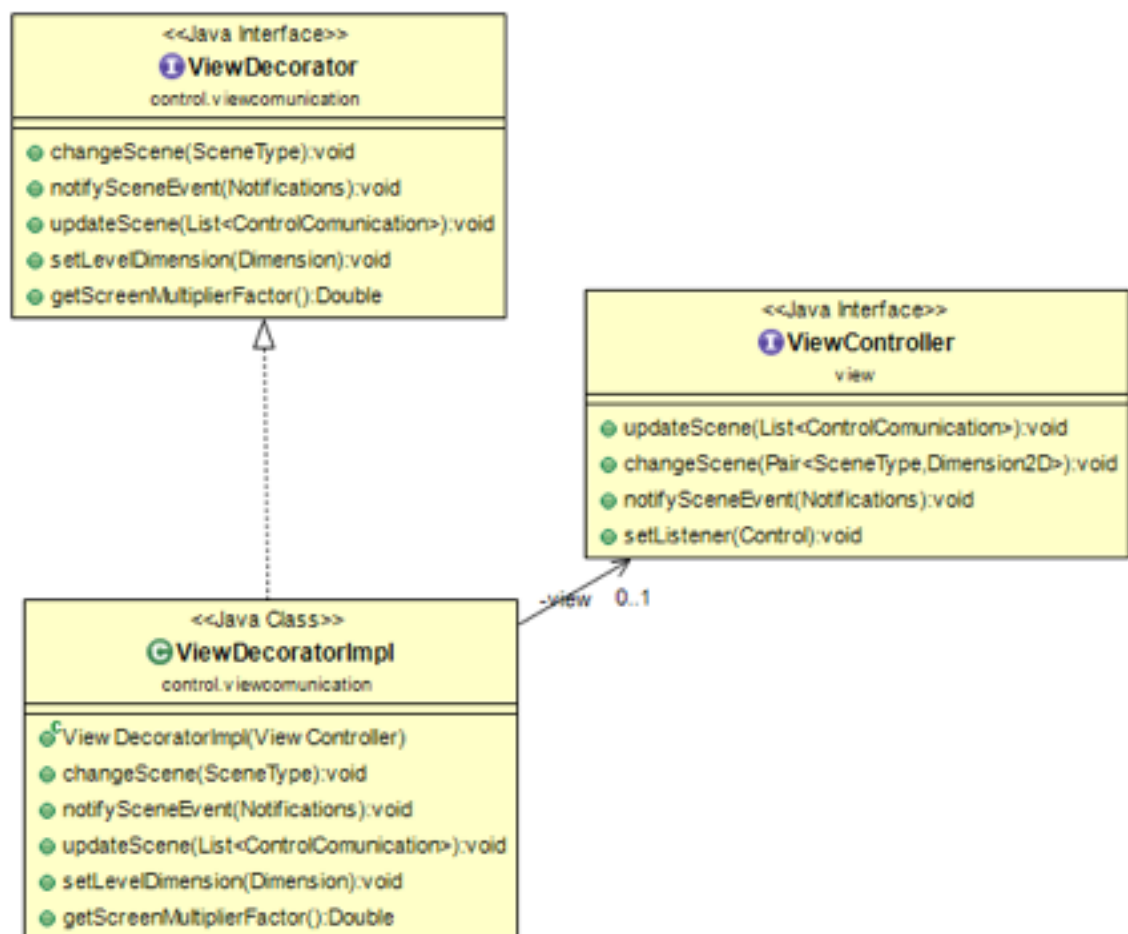 <<Java Interface>>
ViewDecorator
control.viewcomunication
changeScene(SceneType):void
notifySceneEvent(Notifications):void
updateScene(List<ControlComunication>):void
setLevelDimension(Dimension):void
getScreenMultiplierFactor():Double
<<Java Interface>>
ViewController
view
updateScene(List<ControlComunication>):void
changeScene(Pair<SceneType,Dimension2D>):void
notifySceneEvent(Notifications):void
setListener(Control):void
-view 0..1
<<Java Class>>
ViewDecoratorImpl
control.viewcomunication
ViewDecoratorImpl(ViewController)
changeScene(SceneType):void
notifySceneEvent(Notifications):void
updateScene(List<ControlComunication>):void
setLevelDimension(Dimension):void
getScreenMultiplierFactor():Double